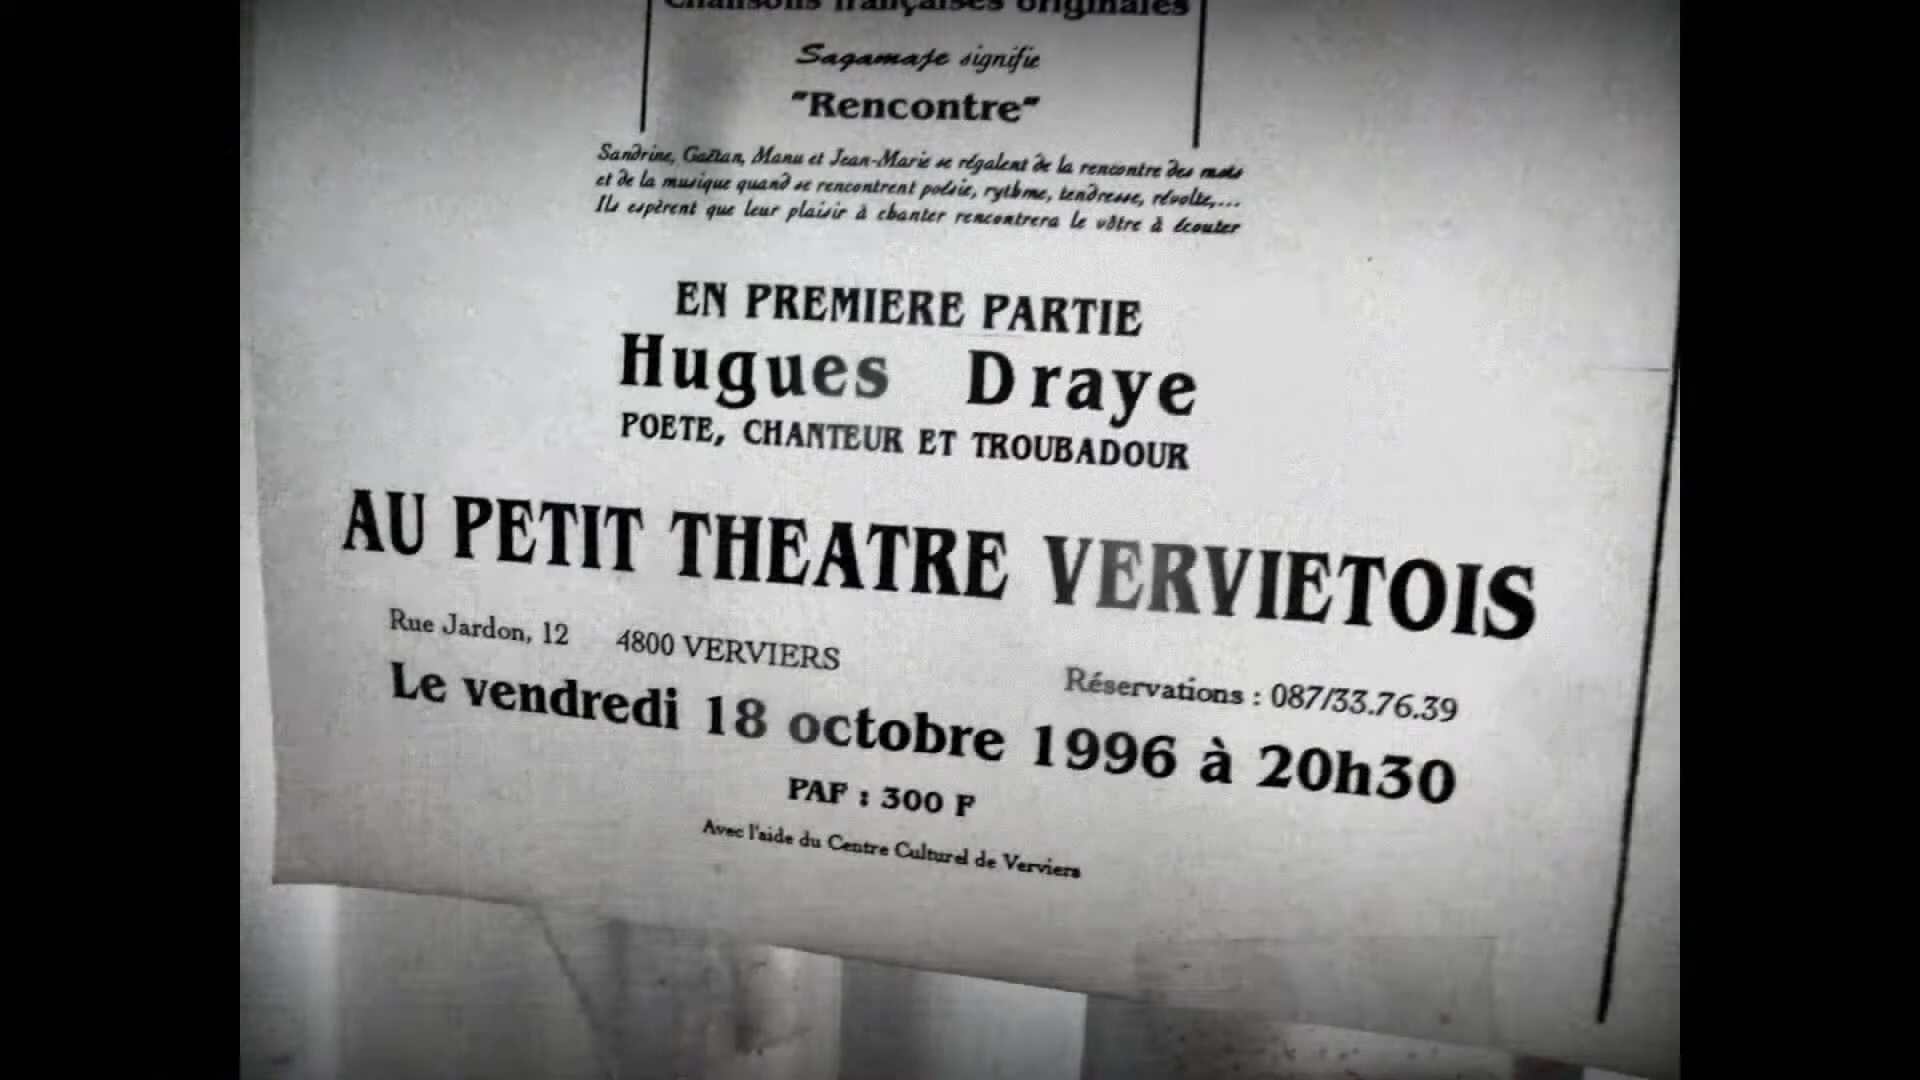 Chansons françaises originales
Sagamaje signifie
"Rencontre"
Sandrine, Gaëtan, Manu et Jean-Marie se régalent de la rencontre des mots
et de la musique quand se rencontrent poésie, rythme, tendresse, révolte,...
Ils espèrent que leur plaisir à chanter rencontrera le vôtre à écouter
EN PREMIERE PARTIE
Hugues Draye
POETE, CHANTEUR ET TROUBADOUR
AU PETIT THEATRE VERVIETOIS
Rue Jardon, 12 4800 VERVIERS
Réservations : 087/33.76.39
Le vendredi 18 octobre 1996 à 20h30
PAF : 300 F
Avec l'aide du Centre Culturel de Verviers